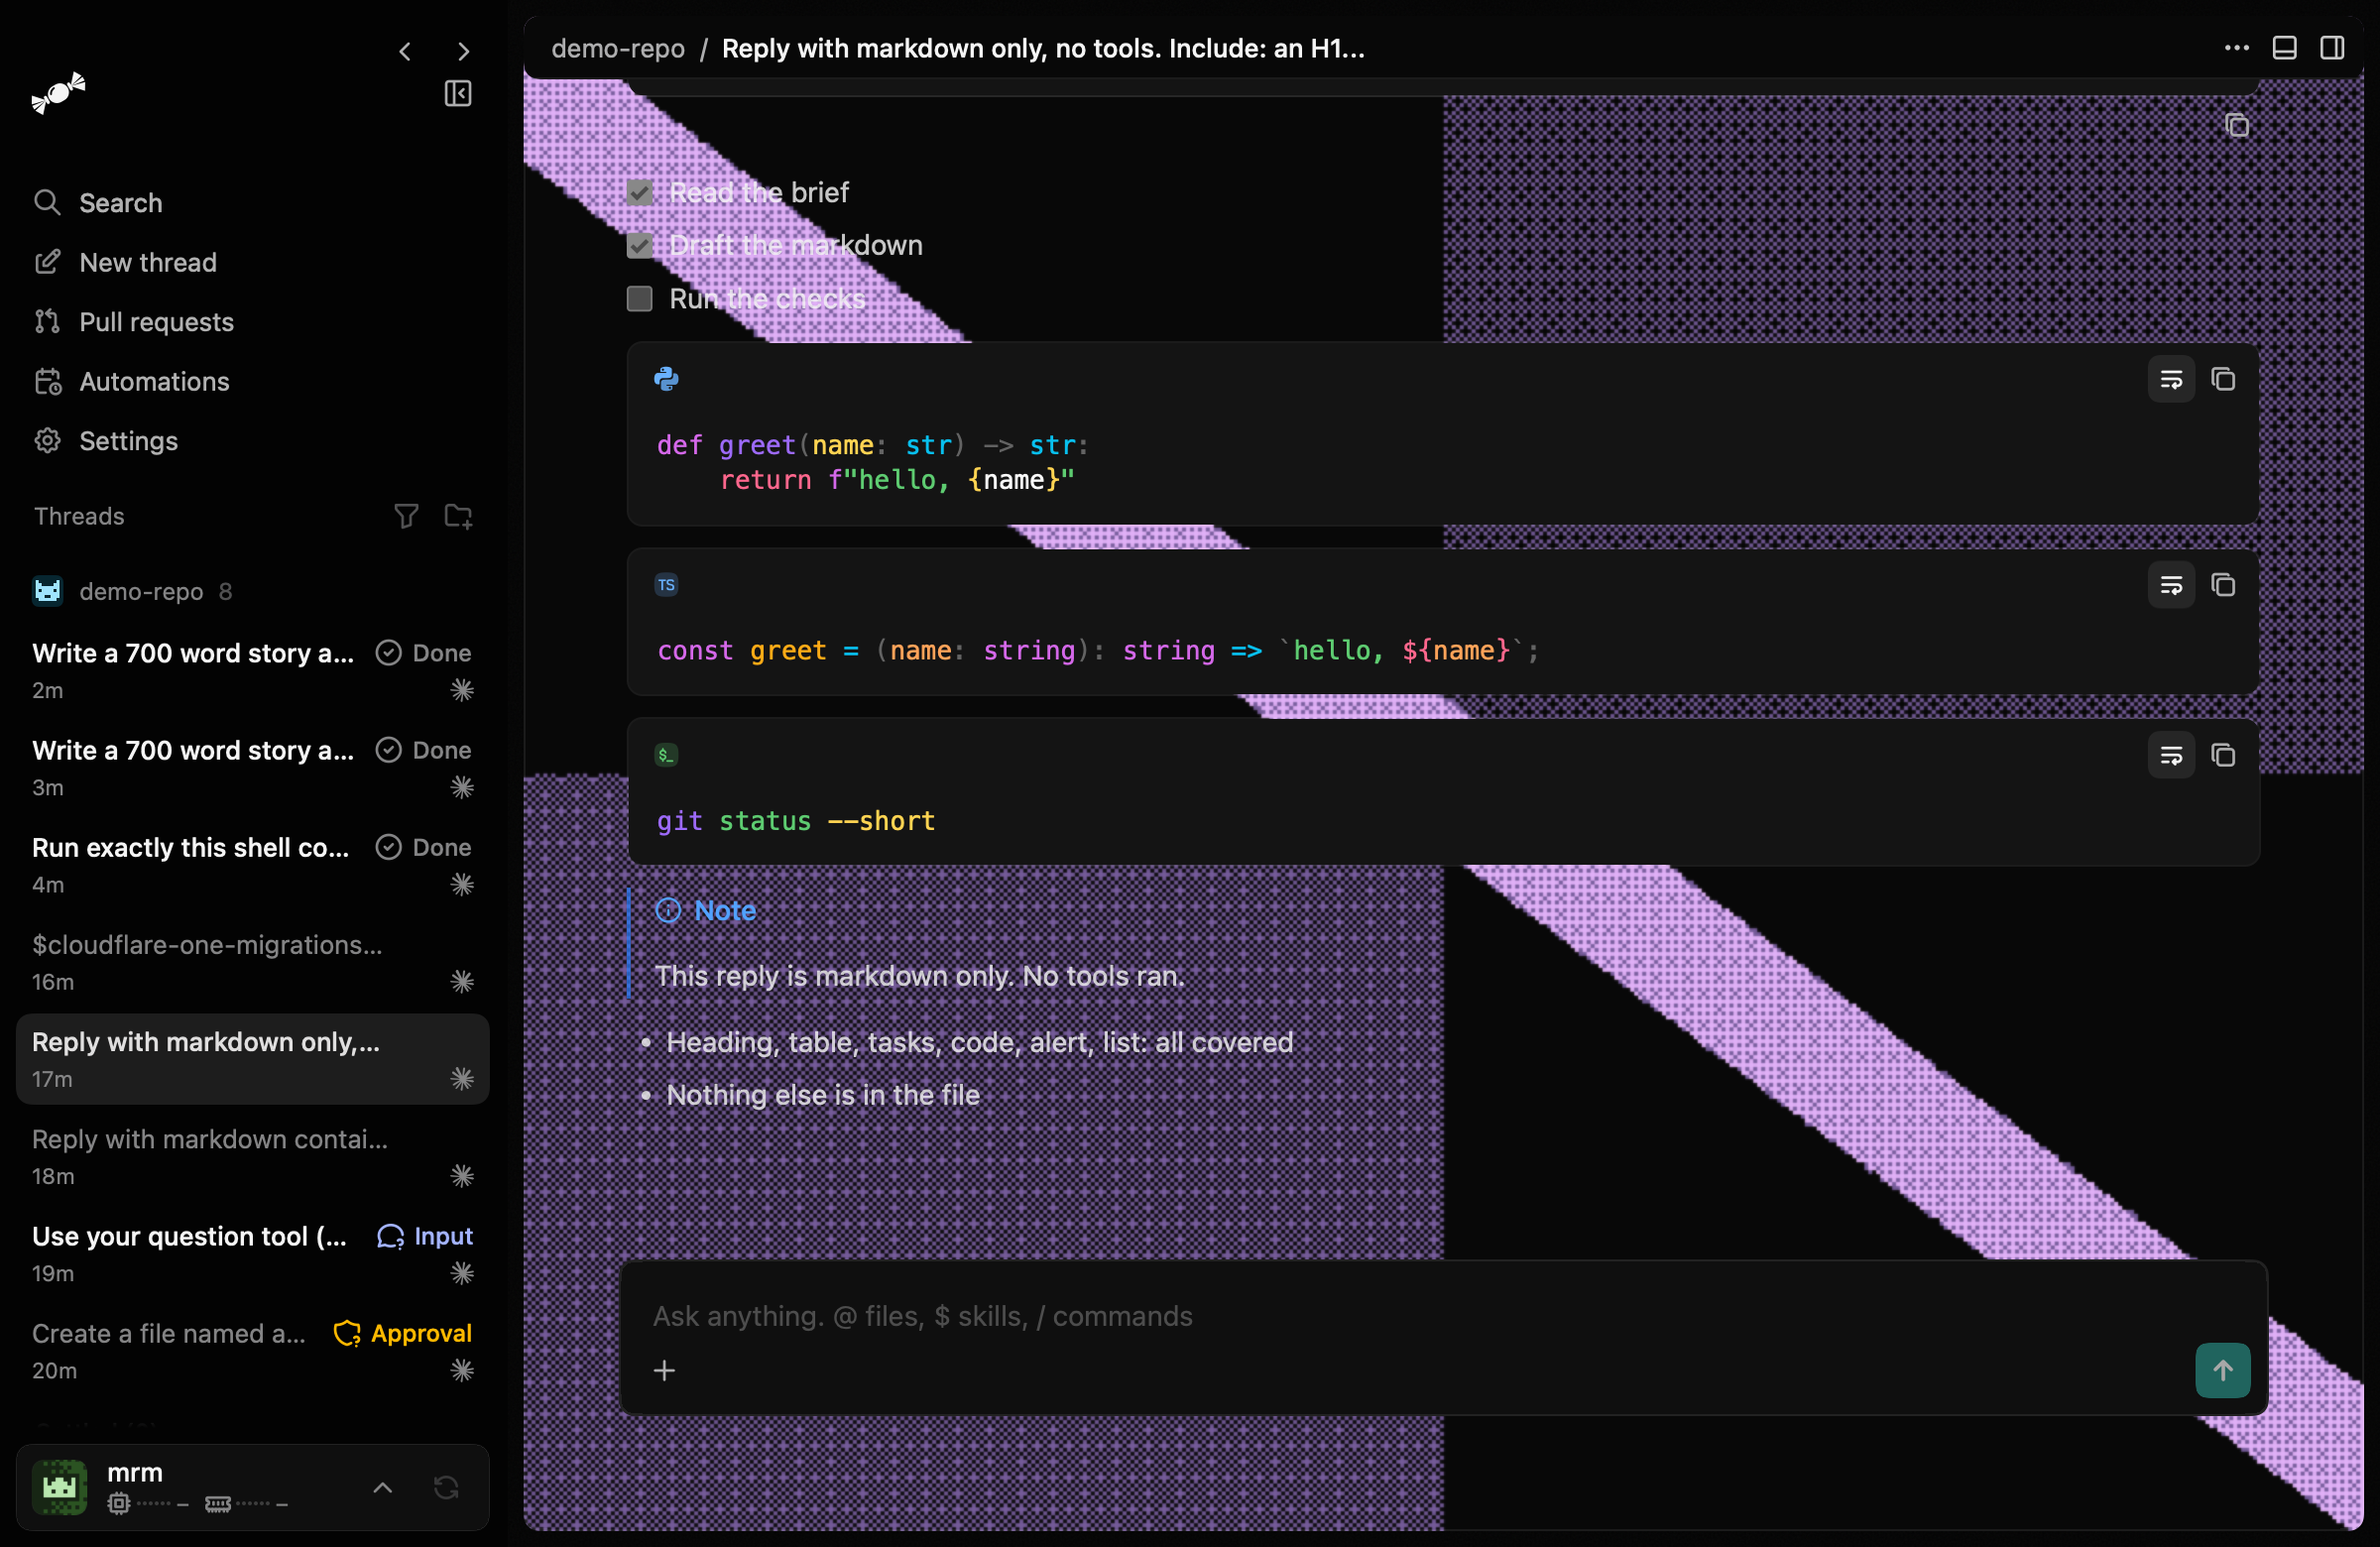 demo-repo / Reply with markdown only, no tools. Include: an H1...
Search
New thread
Pull requests
Automations
Settings
Threads
demo-repo 8
Write a 700 word story a... Done
2m
Write a 700 word story a... Done
3m
Run exactly this shell co... Done
4m
$cloudflare-one-migrations...
16m
Reply with markdown only,...
17m
Reply with markdown contai...
18m
Use your question tool (... Input
19m
Create a file named a... Approval
20m
mrm
Read the brief
Draft the markdown
Run the checks
def greet(name: str) -> str:
    return f"hello, {name}"
TS
const greet = (name: string): string => `hello, ${name}`;
$_
git status --short
Note
This reply is markdown only. No tools ran.
• Heading, table, tasks, code, alert, list: all covered
• Nothing else is in the file
Ask anything. @ files, $ skills, / commands